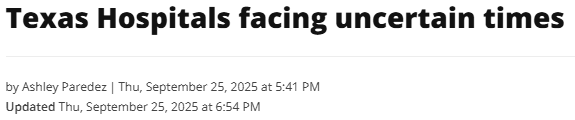 Texas Hospitals facing uncertain times
by Ashley Paredez | Thu, September 25, 2025 at 5:41 PM
Updated Thu, September 25, 2025 at 6:54 PM